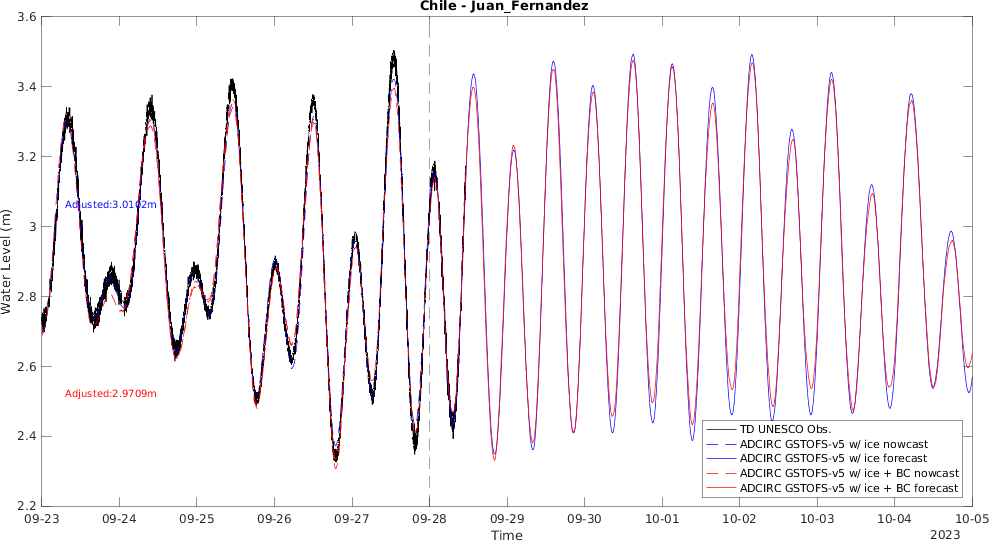 Chile - Juan_Fernandez
3.6
3.4
3.2
3
2.8
2.6
2.4
2.2
Water Level (m)
Adjusted:3.0102m
Adjusted:2.9709m
TD UNESCO Obs.
ADCIRC GSTOFS-v5 w/ ice nowcast
ADCIRC GSTOFS-v5 w/ ice forecast
ADCIRC GSTOFS-v5 w/ ice + BC nowcast
ADCIRC GSTOFS-v5 w/ ice + BC forecast
09-23 09-24 09-25 09-26 09-27 09-28 09-29 09-30 10-01 10-02 10-03 10-04 10-05
Time
2023